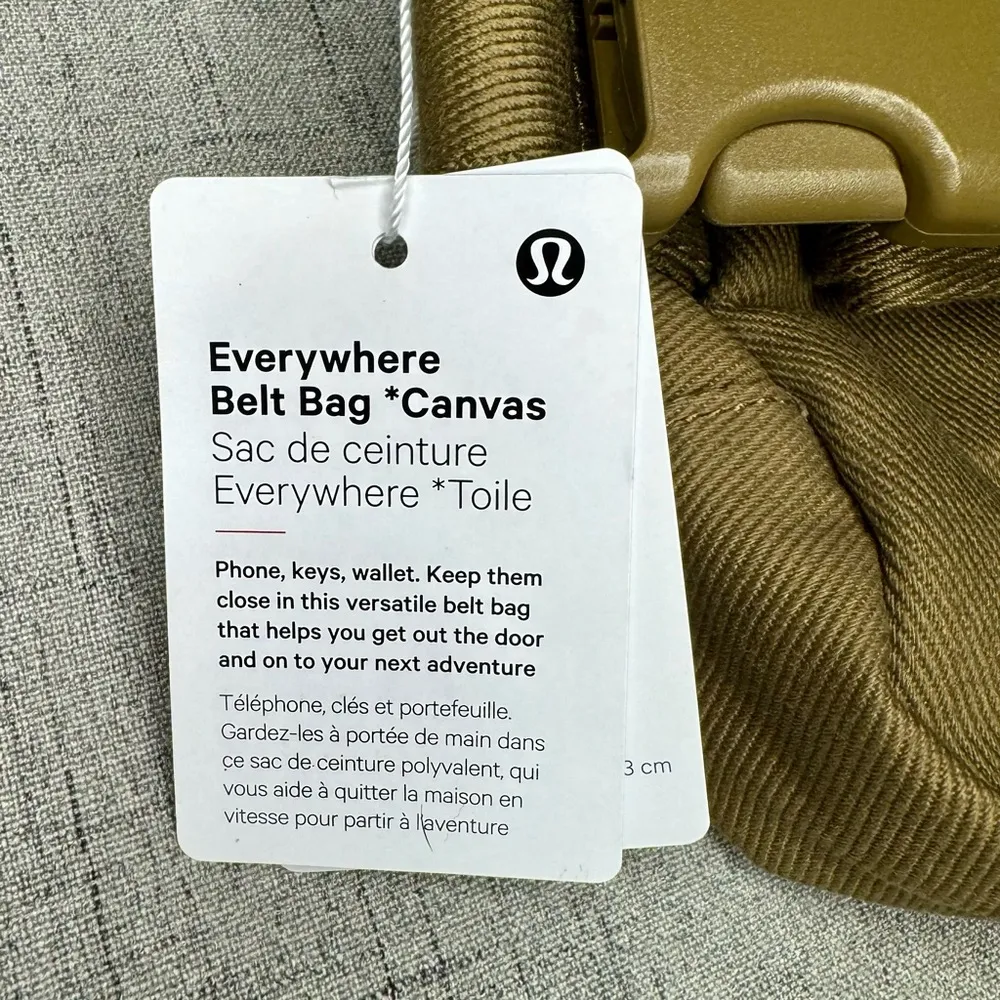 Everywhere
Belt Bag *Canvas
Sac de ceinture
Everywhere *Toile
Phone, keys, wallet. Keep them
close in this versatile belt bag
that helps you get out the door
and on to your next adventure
Téléphone, clés et portefeuille.
Gardez-les à portée de main dans
ce sac de ceinture polyvalent, qui
vous aide à quitter la maison en
vitesse pour partir à l'aventure
3 cm